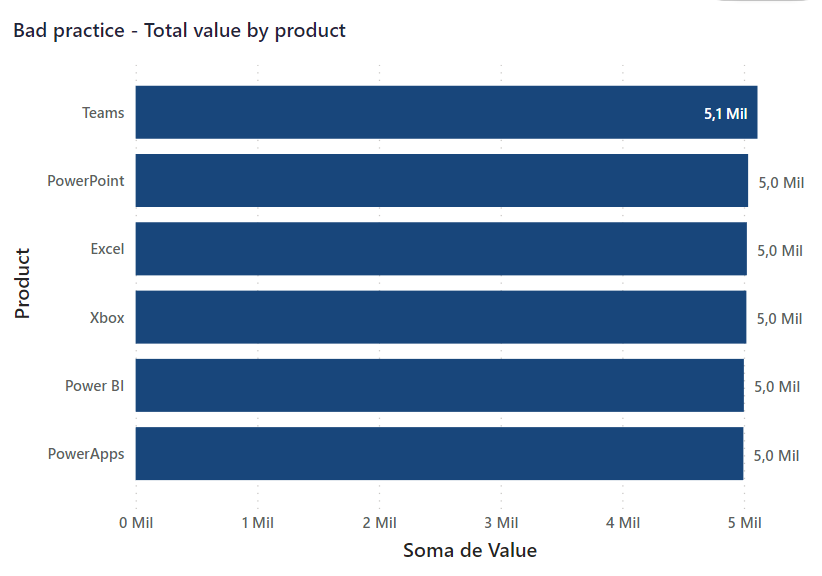 Bad practice - Total value by product
Product
Teams
5,1 Mil
PowerPoint
5,0 Mil
Excel
5,0 Mil
Xbox
5,0 Mil
Power BI
5,0 Mil
PowerApps
5,0 Mil
0 Mil
1 Mil
2 Mil
3 Mil
4 Mil
5 Mil
Soma de Value